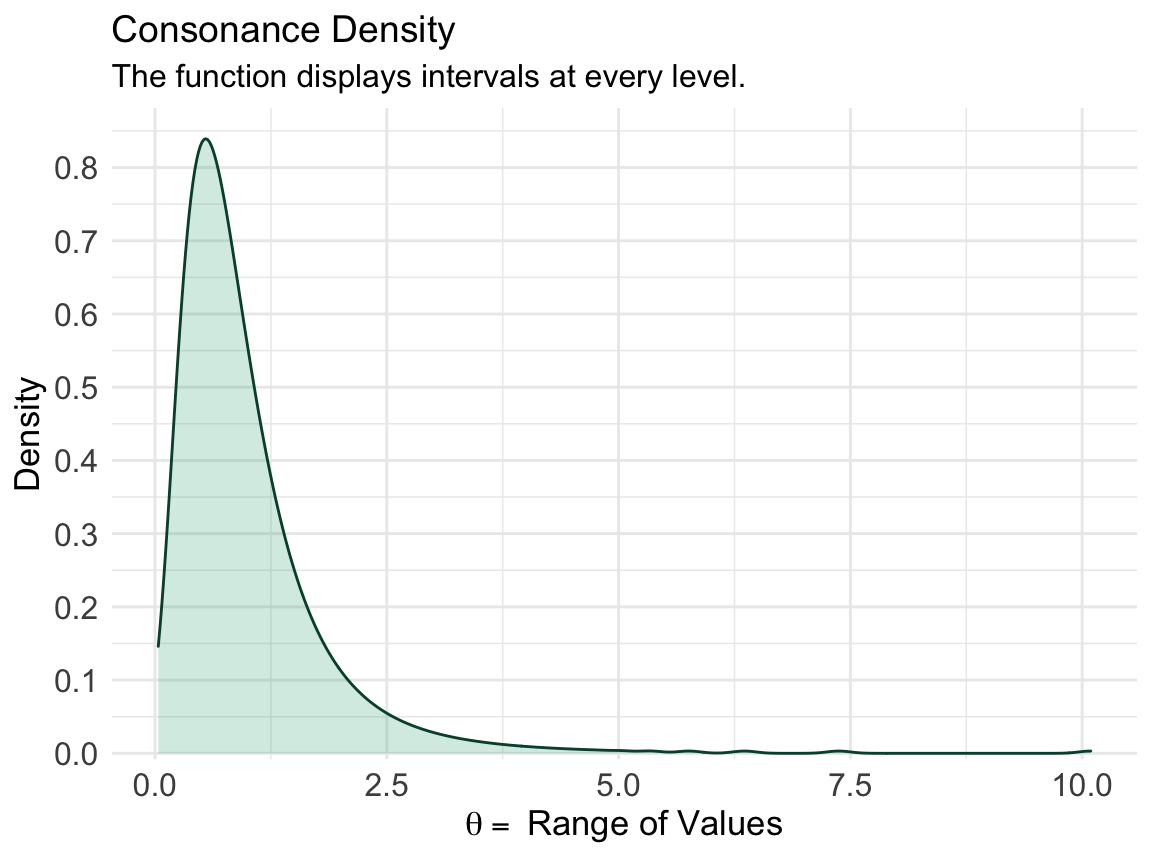 Consonance Density
The function displays intervals at every level.
Density
0.8
0.7
0.6
0.5
0.4
0.3
0.2
0.1
0.0
0.0 2.5 5.0 7.5 10.0
θ = Range of Values